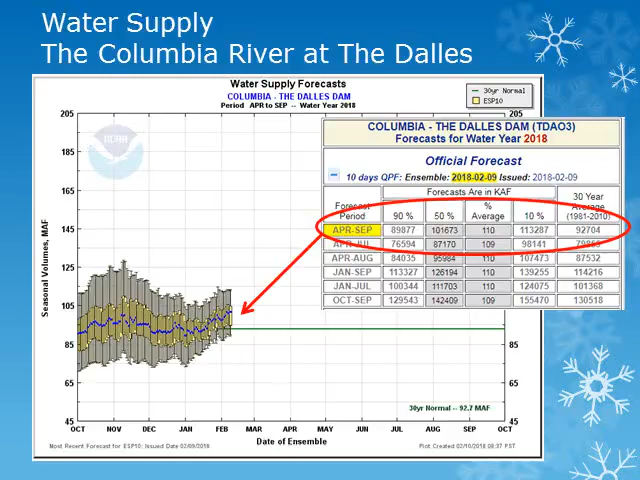 Water Supply
The Columbia River at The Dalles
Water Supply Forecasts
COLUMBIA - THE DALLES DAM
Period APR to SEP -- Water Year 2018
30yr Normal
ESP10
205
185
165
145
125
105
85
65
45
205
85
65
45
Seasonal Volumes, MAF
NOAA
COLUMBIA - THE DALLES DAM (TDAO3)
Forecasts for Water Year 2018
Official Forecast
10 days QPF: Ensemble: 2018-02-09 Issued: 2018-02-09
Forecast Period
Forecasts Are in KAF
30 Year Average (1981-2010)
90 % 50 % % Average 10 %
APR-SEP 89877 101673 110 113287 92704
APR-JUL 76594 87170 109 98141
APR-AUG 84035 95984 110 107473 87532
JAN-SEP 113327 126194 110 139255 114216
JAN-JUL 100344 111703 110 124075 101368
OCT-SEP 129543 142409 109 155470 130518
30yr Normal -- 92.7 MAF
OCT NOV DEC JAN FEB MAR APR MAY JUN JUL AUG SEP OCT
Date of Ensemble
Most Recent Forecast for ESP10: Issued Date 02/09/2018
Plot Created 02/10/2018 08:37 PST